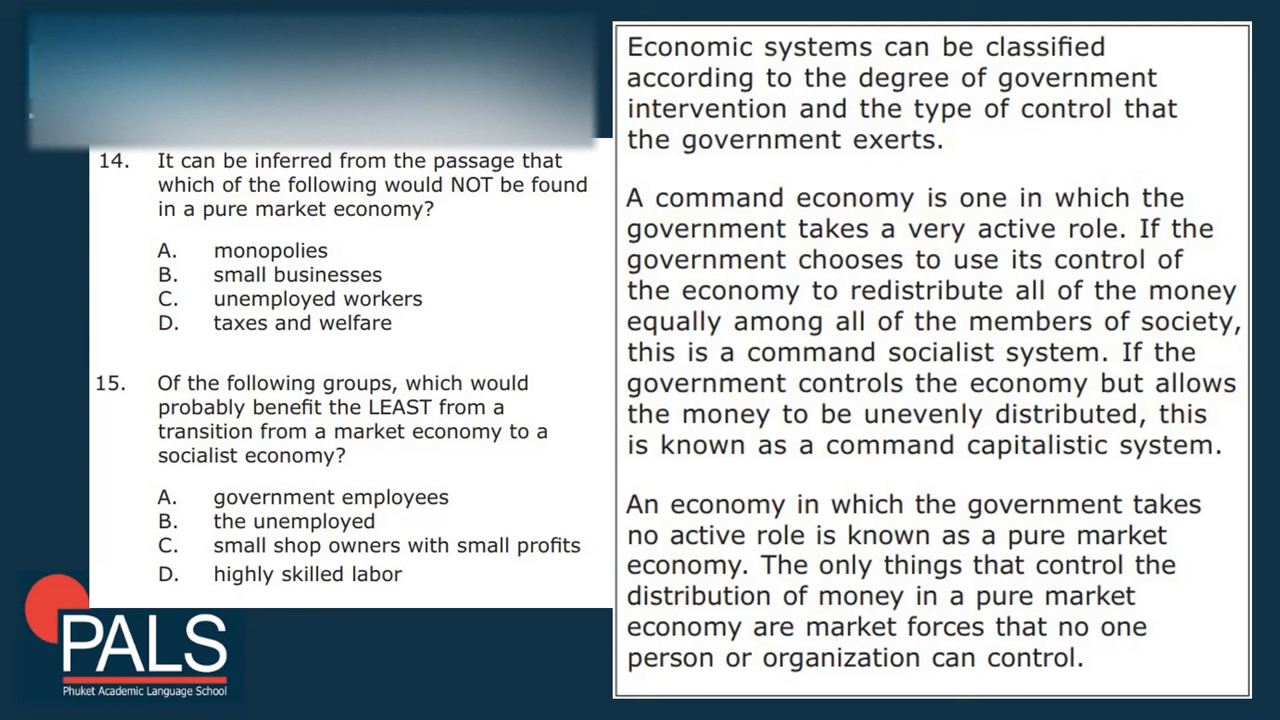 14. It can be inferred from the passage that
which of the following would NOT be found
in a pure market economy?
A. monopolies
B. small businesses
C. unemployed workers
D. taxes and welfare
15. Of the following groups, which would
probably benefit the LEAST from a
transition from a market economy to a
socialist economy?
A. government employees
B. the unemployed
C. small shop owners with small profits
D. highly skilled labor
Economic systems can be classified
according to the degree of government
intervention and the type of control that
the government exerts.
A command economy is one in which the
government takes a very active role. If the
government chooses to use its control of
the economy to redistribute all of the money
equally among all of the members of society,
this is a command socialist system. If the
government controls the economy but allows
the money to be unevenly distributed, this
is known as a command capitalistic system.
An economy in which the government takes
no active role is known as a pure market
economy. The only things that control the
distribution of money in a pure market
economy are market forces that no one
person or organization can control.
PALS
Phuket Academic Language School